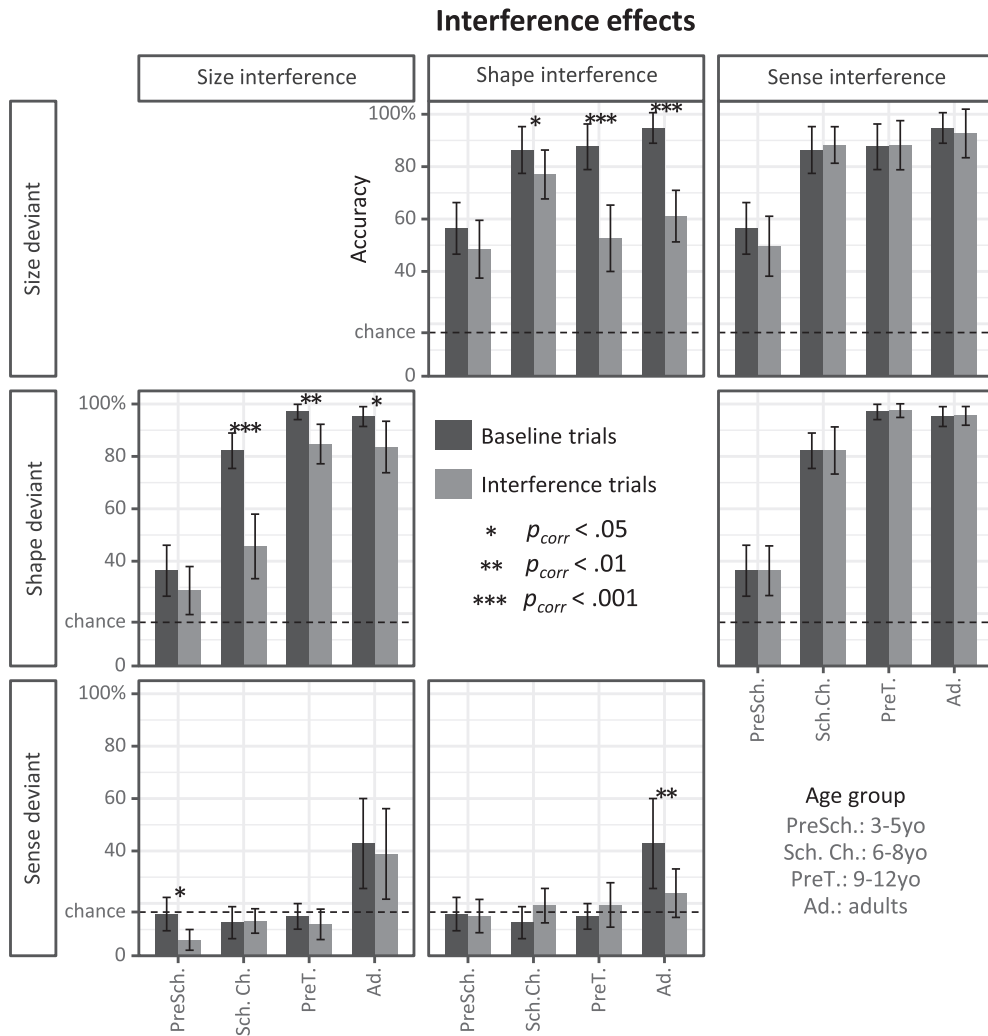 Interference effects
Size interference
Shape interference
Sense interference
Size deviant
Accuracy
100%
80
60
40
chance
0
*
***
***
Shape deviant
100%
80
60
40
chance
0
***
**
*
Baseline trials
Interference trials
* pcorr < .05
** pcorr < .01
*** pcorr < .001
PreSch.
Sch.Ch.
PreT.
Ad.
Sense deviant
100%
80
60
40
chance
0
*
**
PreSch.
Sch. Ch.
PreT.
Ad.
PreSch.
Sch.Ch.
PreT.
Ad.
Age group
PreSch.: 3-5yo
Sch. Ch.: 6-8yo
PreT.: 9-12yo
Ad.: adults